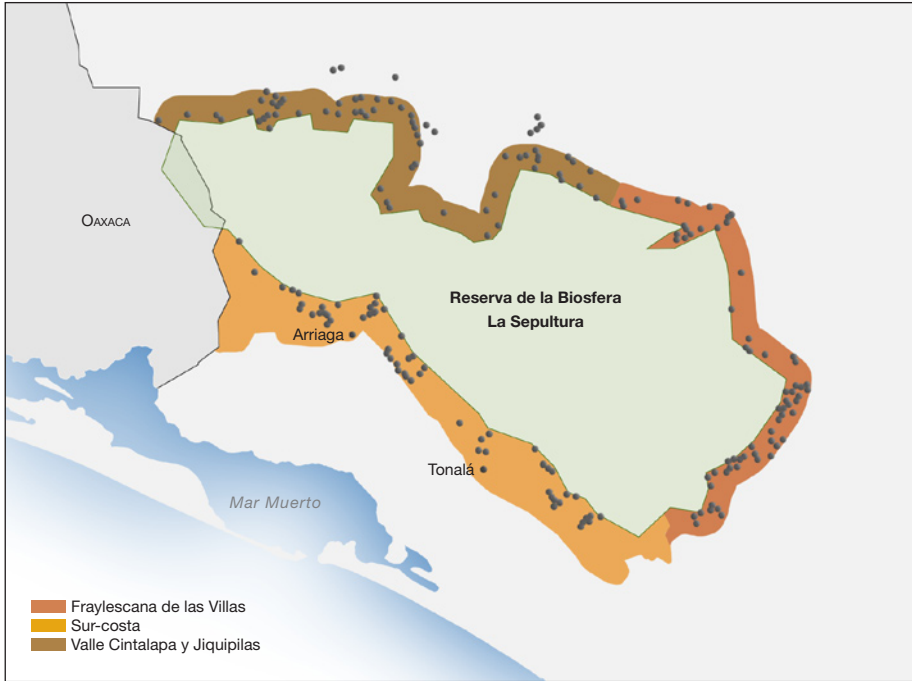 OAXACA
Reserva de la Biosfera
La Sepultura
Arriaga
Tonalá
Mar Muerto
Fraylescana de las Villas
Sur-costa
Valle Cintalapa y Jiquipilas